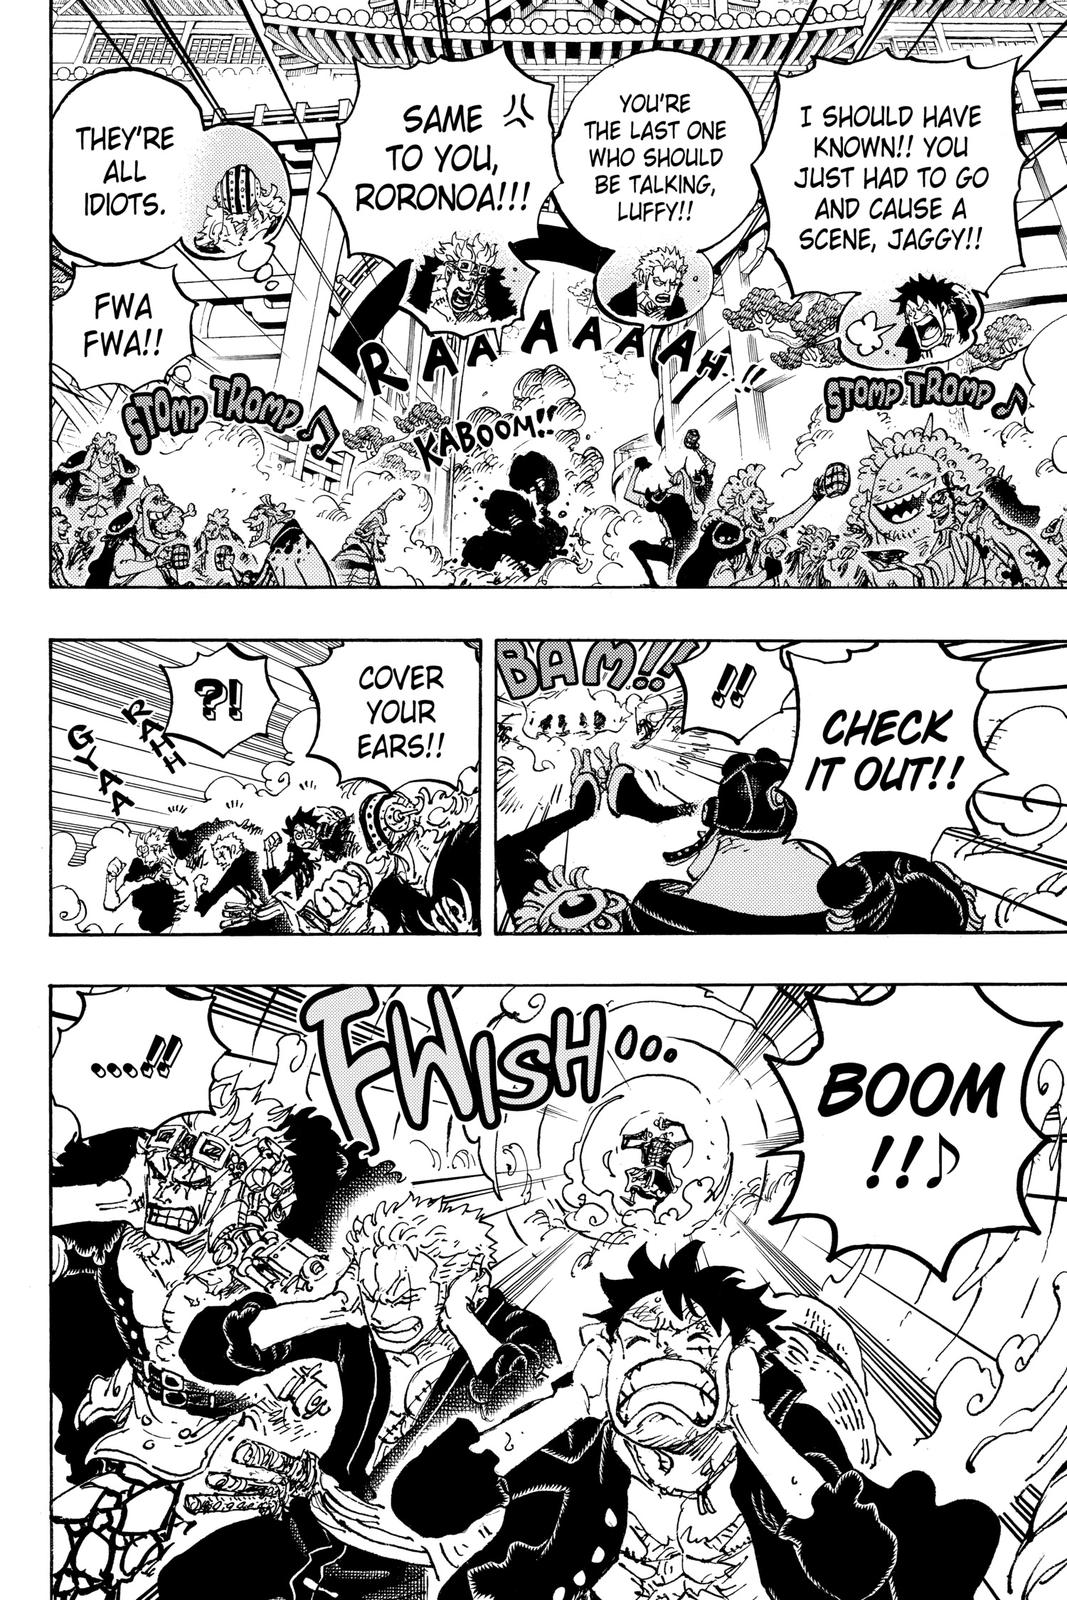 I SHOULD HAVE
KNOWN!! YOU
JUST HAD TO GO
AND CAUSE A
SCENE, JAGGY!!
YOU'RE
THE LAST ONE
WHO SHOULD
BE TALKING,
LUFFY!!
SAME
TO YOU,
RORONOA!!!
THEY'RE
ALL
IDIOTS.
FWA
FWA!!
RAAAAAAH!!
STOMP TROMP♪
KABOOM!!
STOMP TROMP♫
CHECK
IT OUT!!
!!
BAM!!
COVER
YOUR
EARS!!
?!
RAHH
GYAAA
BOOM
!!♪
FWISH...
...!!